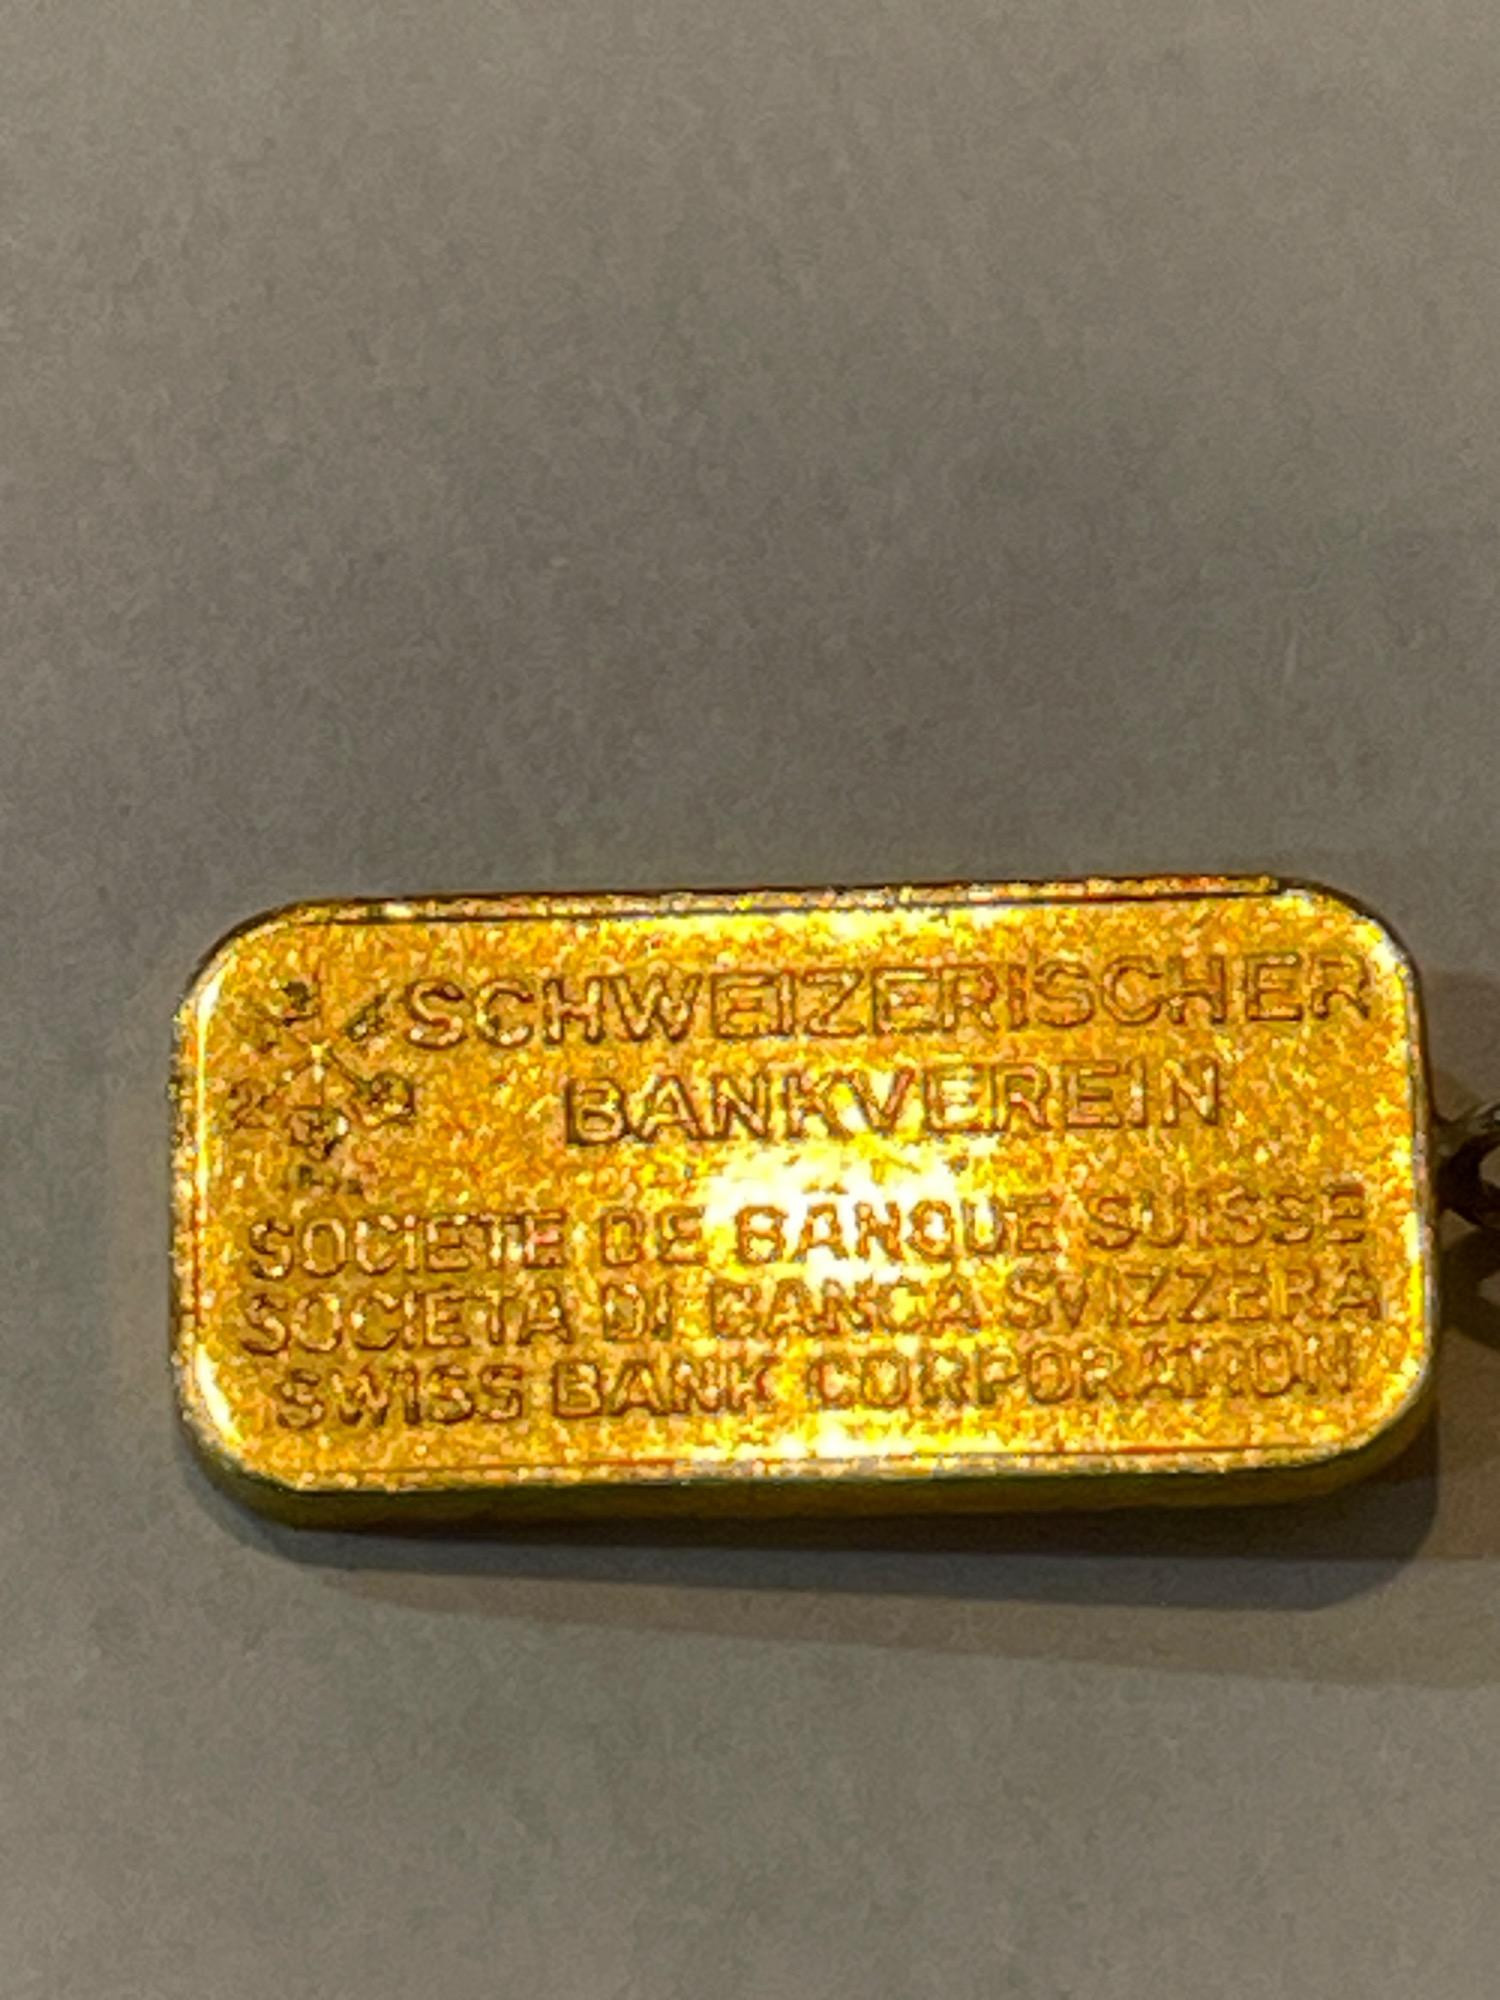 SCHWEIZERISCHER
BANKVEREIN
SOCIETE DE BANQUE SUISSE
SOCIETA DI BANCA SVIZZERA
SWISS BANK CORPORATION